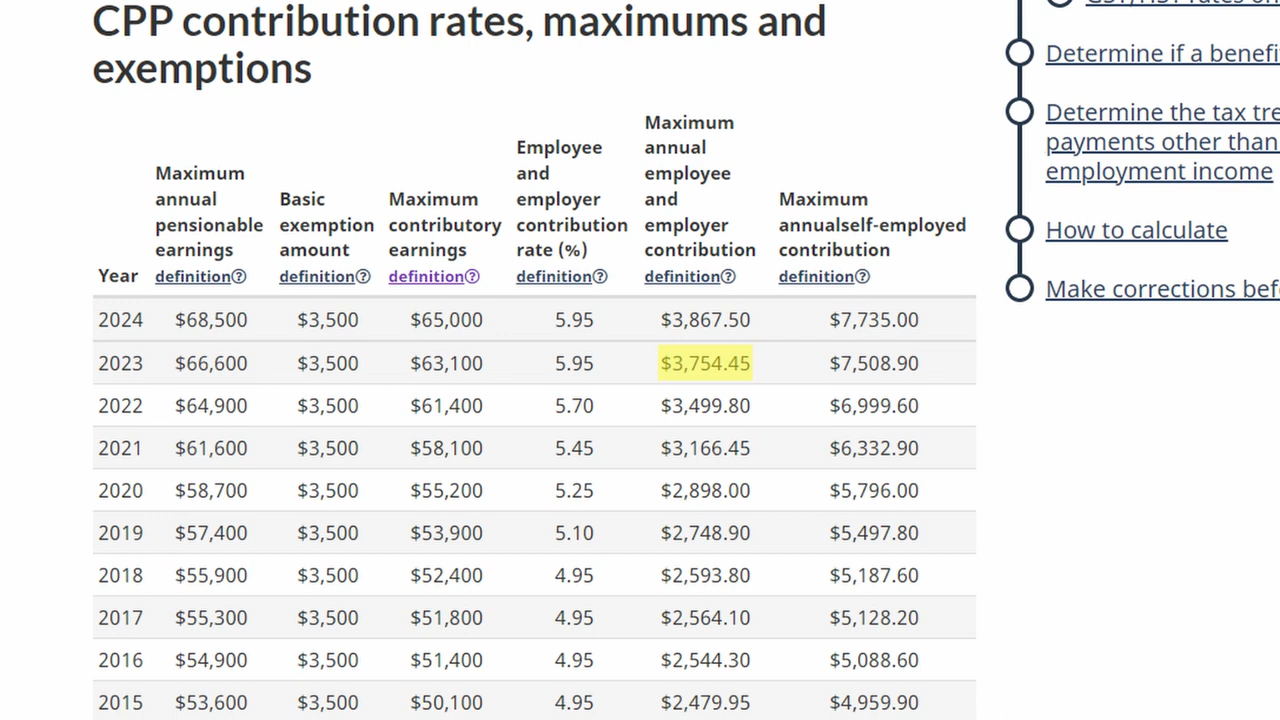 CPP contribution rates, maximums and
exemptions
Year
Maximum
annual
pensionable
earnings
definition?
Basic
exemption
amount
definition?
Maximum
contributory
earnings
definition?
Employee
and
employer
contribution
rate (%)
definition?
Maximum
annual
employee
and
employer
contribution
definition?
Maximum
annualself-employed
contribution
definition?
2024 $68,500 $3,500 $65,000 5.95 $3,867.50 $7,735.00
2023 $66,600 $3,500 $63,100 5.95 $3,754.45 $7,508.90
2022 $64,900 $3,500 $61,400 5.70 $3,499.80 $6,999.60
2021 $61,600 $3,500 $58,100 5.45 $3,166.45 $6,332.90
2020 $58,700 $3,500 $55,200 5.25 $2,898.00 $5,796.00
2019 $57,400 $3,500 $53,900 5.10 $2,748.90 $5,497.80
2018 $55,900 $3,500 $52,400 4.95 $2,593.80 $5,187.60
2017 $55,300 $3,500 $51,800 4.95 $2,564.10 $5,128.20
2016 $54,900 $3,500 $51,400 4.95 $2,544.30 $5,088.60
2015 $53,600 $3,500 $50,100 4.95 $2,479.95 $4,959.90
Determine if a benefi
Determine the tax tre
payments other than
employment income
How to calculate
Make corrections bef